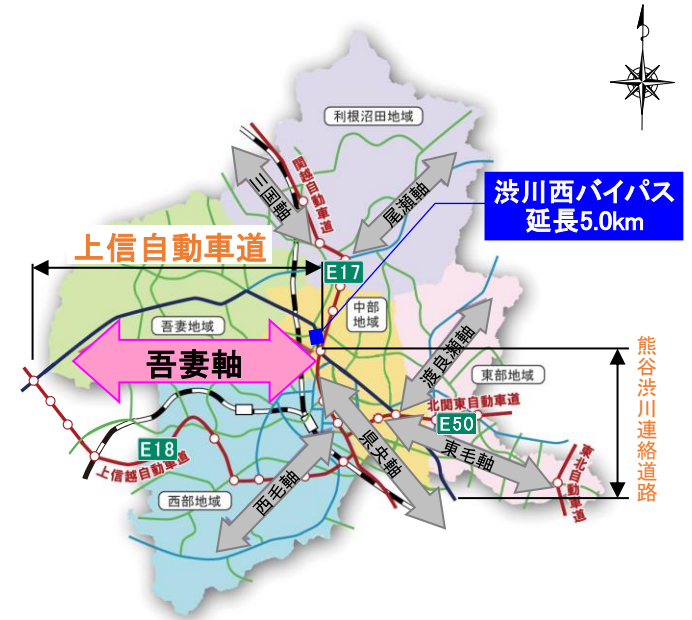 利根沼田地域
三国軸
関越自動車道
尾瀬軸
渋川西バイパス
延長5.0km
上信自動車道
E17
中部
地域
吾妻地域
吾妻軸
渡良瀬軸
東部地域
熊谷渋川連絡道路
北関東自動車道
E50
E18
上信越自動車道
県央軸
東毛軸
東北自動車道
西毛軸
西部地域